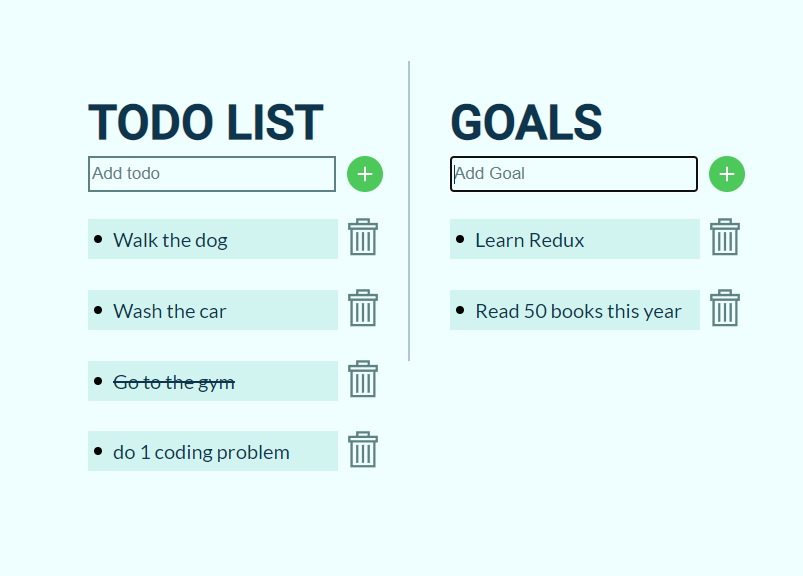 TODO LIST
Add todo
Walk the dog
Wash the car
Go to the gym
do 1 coding problem
GOALS
Add Goal
Learn Redux
Read 50 books this year